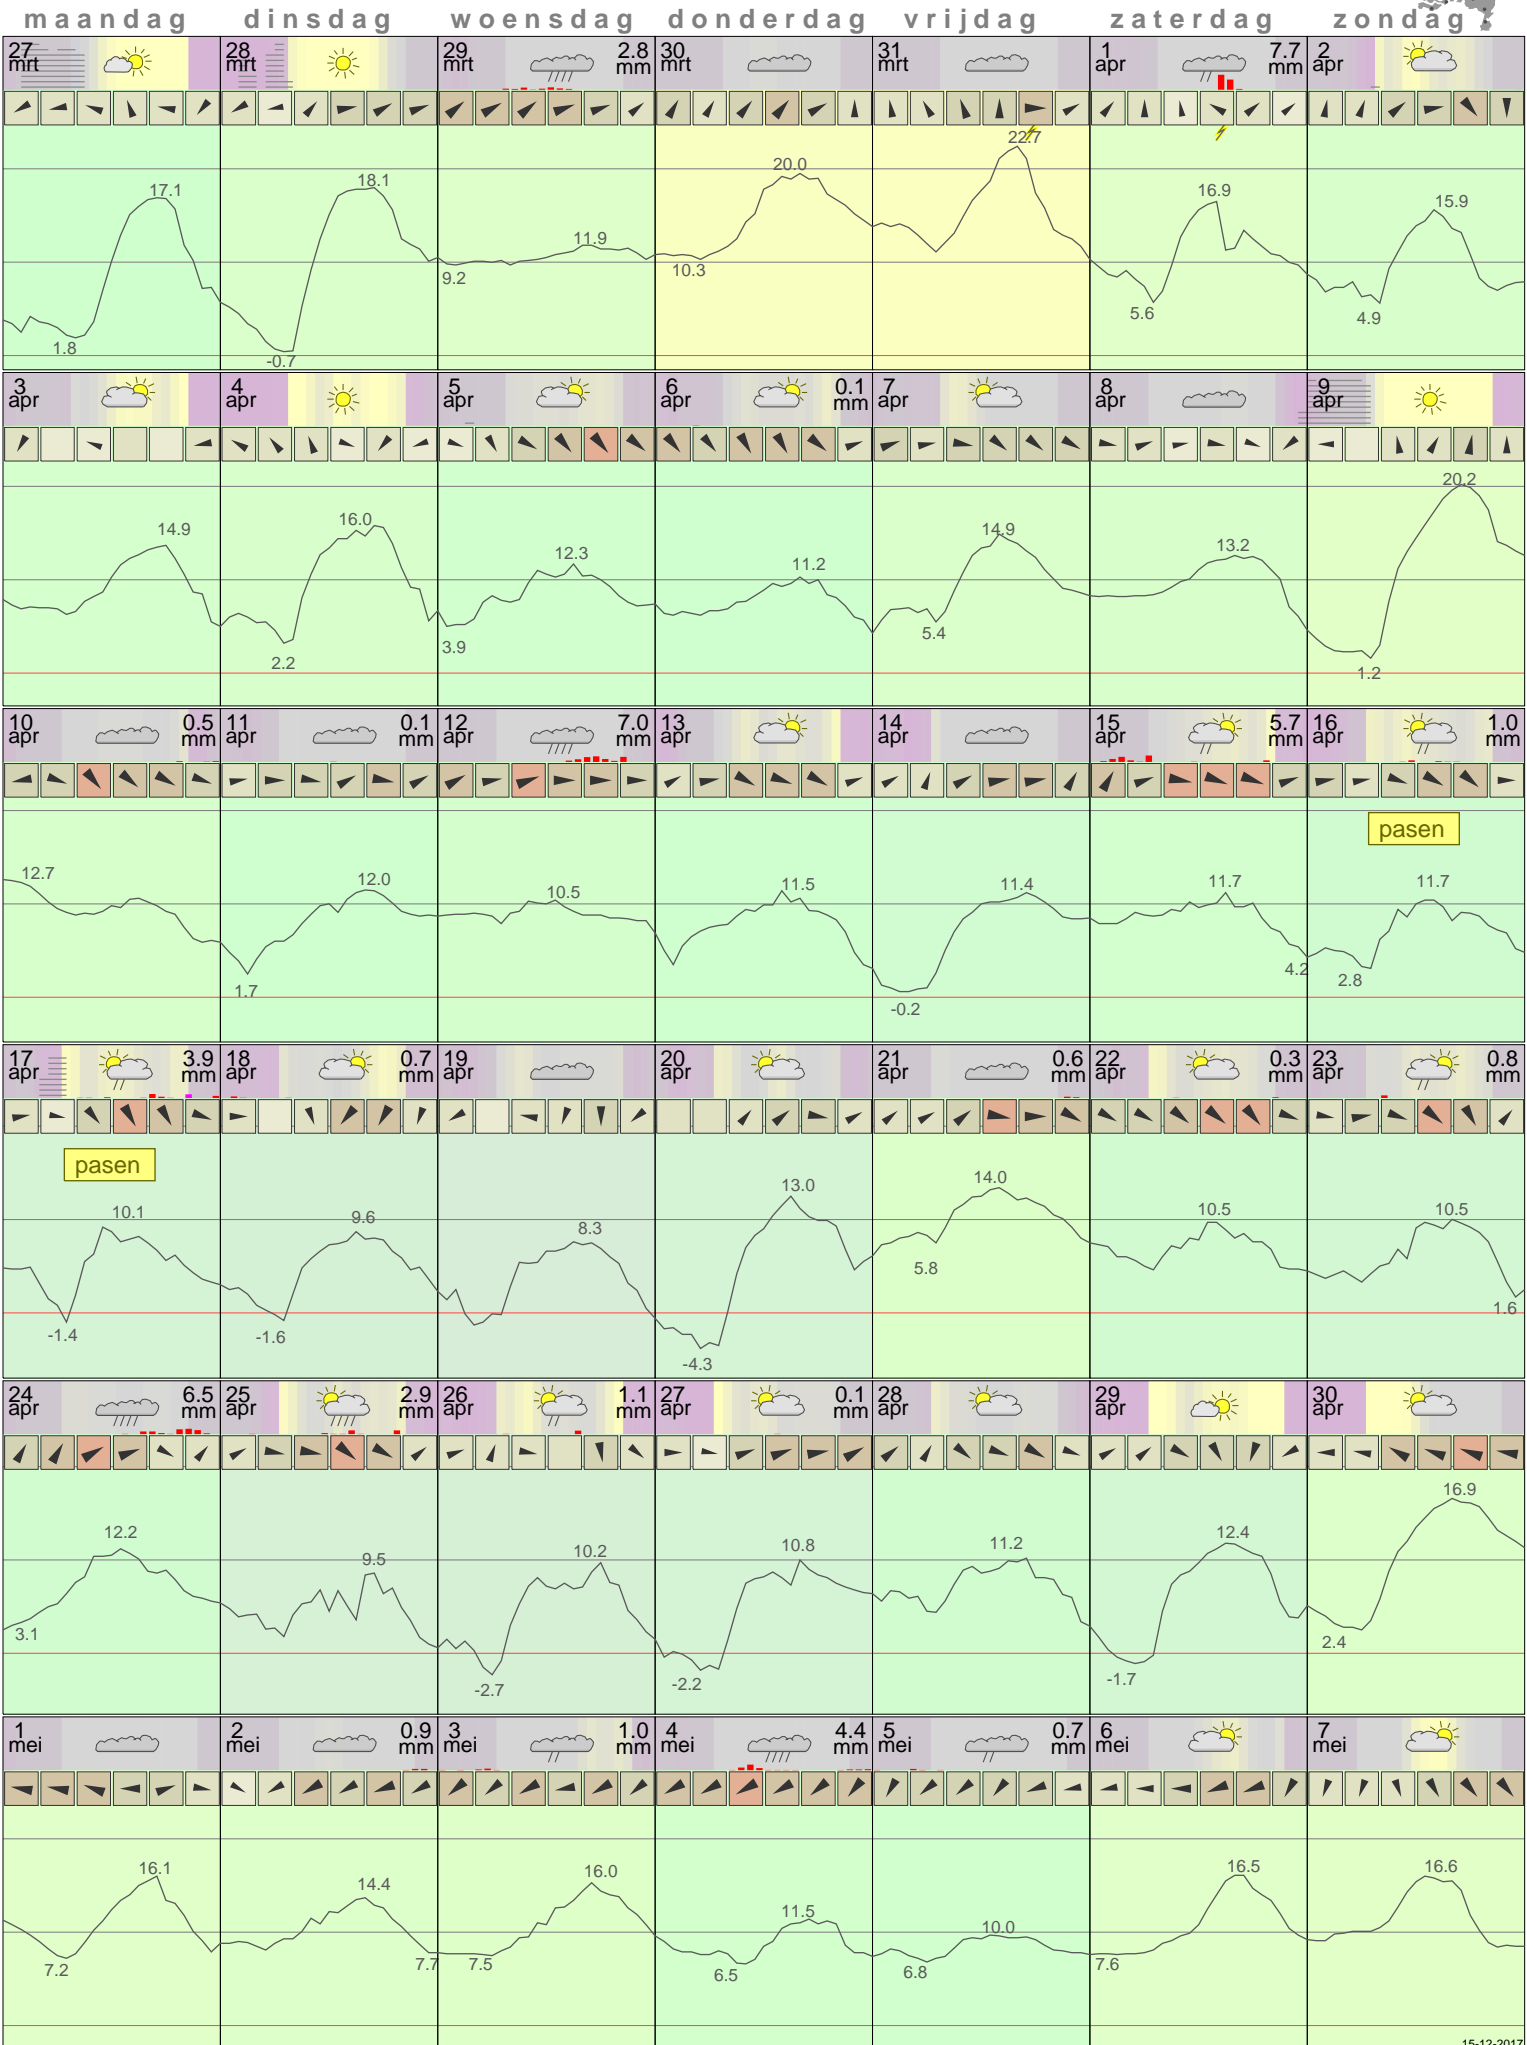 maandag dinsdag woensdag donderdag vrijdag zaterdag zondag
27 28 29 2.8 30 31 1 7.7 2
mrt mrt mrt mm mrt mrt apr mm apr
22.7
20.0
17.1 18.1 16.9 15.9
11.9
9.2 10.3
5.6 4.9
1.8 -0.7
3 4 5 6 0.1 7 8 9
apr apr apr apr mm apr apr apr
20.2
14.9 16.0 12.3 11.2 14.9 13.2
2.2 3.9 5.4 1.2
10 0.5 11 0.1 12 7.0 13 14 15 5.7 16 1.0
apr mm apr mm apr mm apr apr apr mm apr mm
pasen
12.7 12.0 10.5 11.5 11.4 11.7 11.7
1.7 -0.2 4.2 2.8
17 3.9 18 0.7 19 20 21 0.6 22 0.3 23 0.8
apr mm apr mm apr apr apr mm apr mm apr mm
pasen
10.1 9.6 8.3 13.0 14.0 10.5 10.5
-1.4 -1.6 -4.3 5.8 1.6
24 6.5 25 2.9 26 1.1 27 0.1 28 29 30
apr mm apr mm apr mm apr mm apr apr apr
12.2 9.5 10.2 10.8 11.2 12.4 16.9
3.1 -2.7 -2.2 -1.7 2.4
1 2 0.9 3 1.0 4 4.4 5 0.7 6 7
mei mei mm mei mm mei mm mei mm mei mei
16.1 14.4 16.0 11.5 10.0 16.5 16.6
7.2 7.7 7.5 6.5 6.8 7.6
15-12-2017